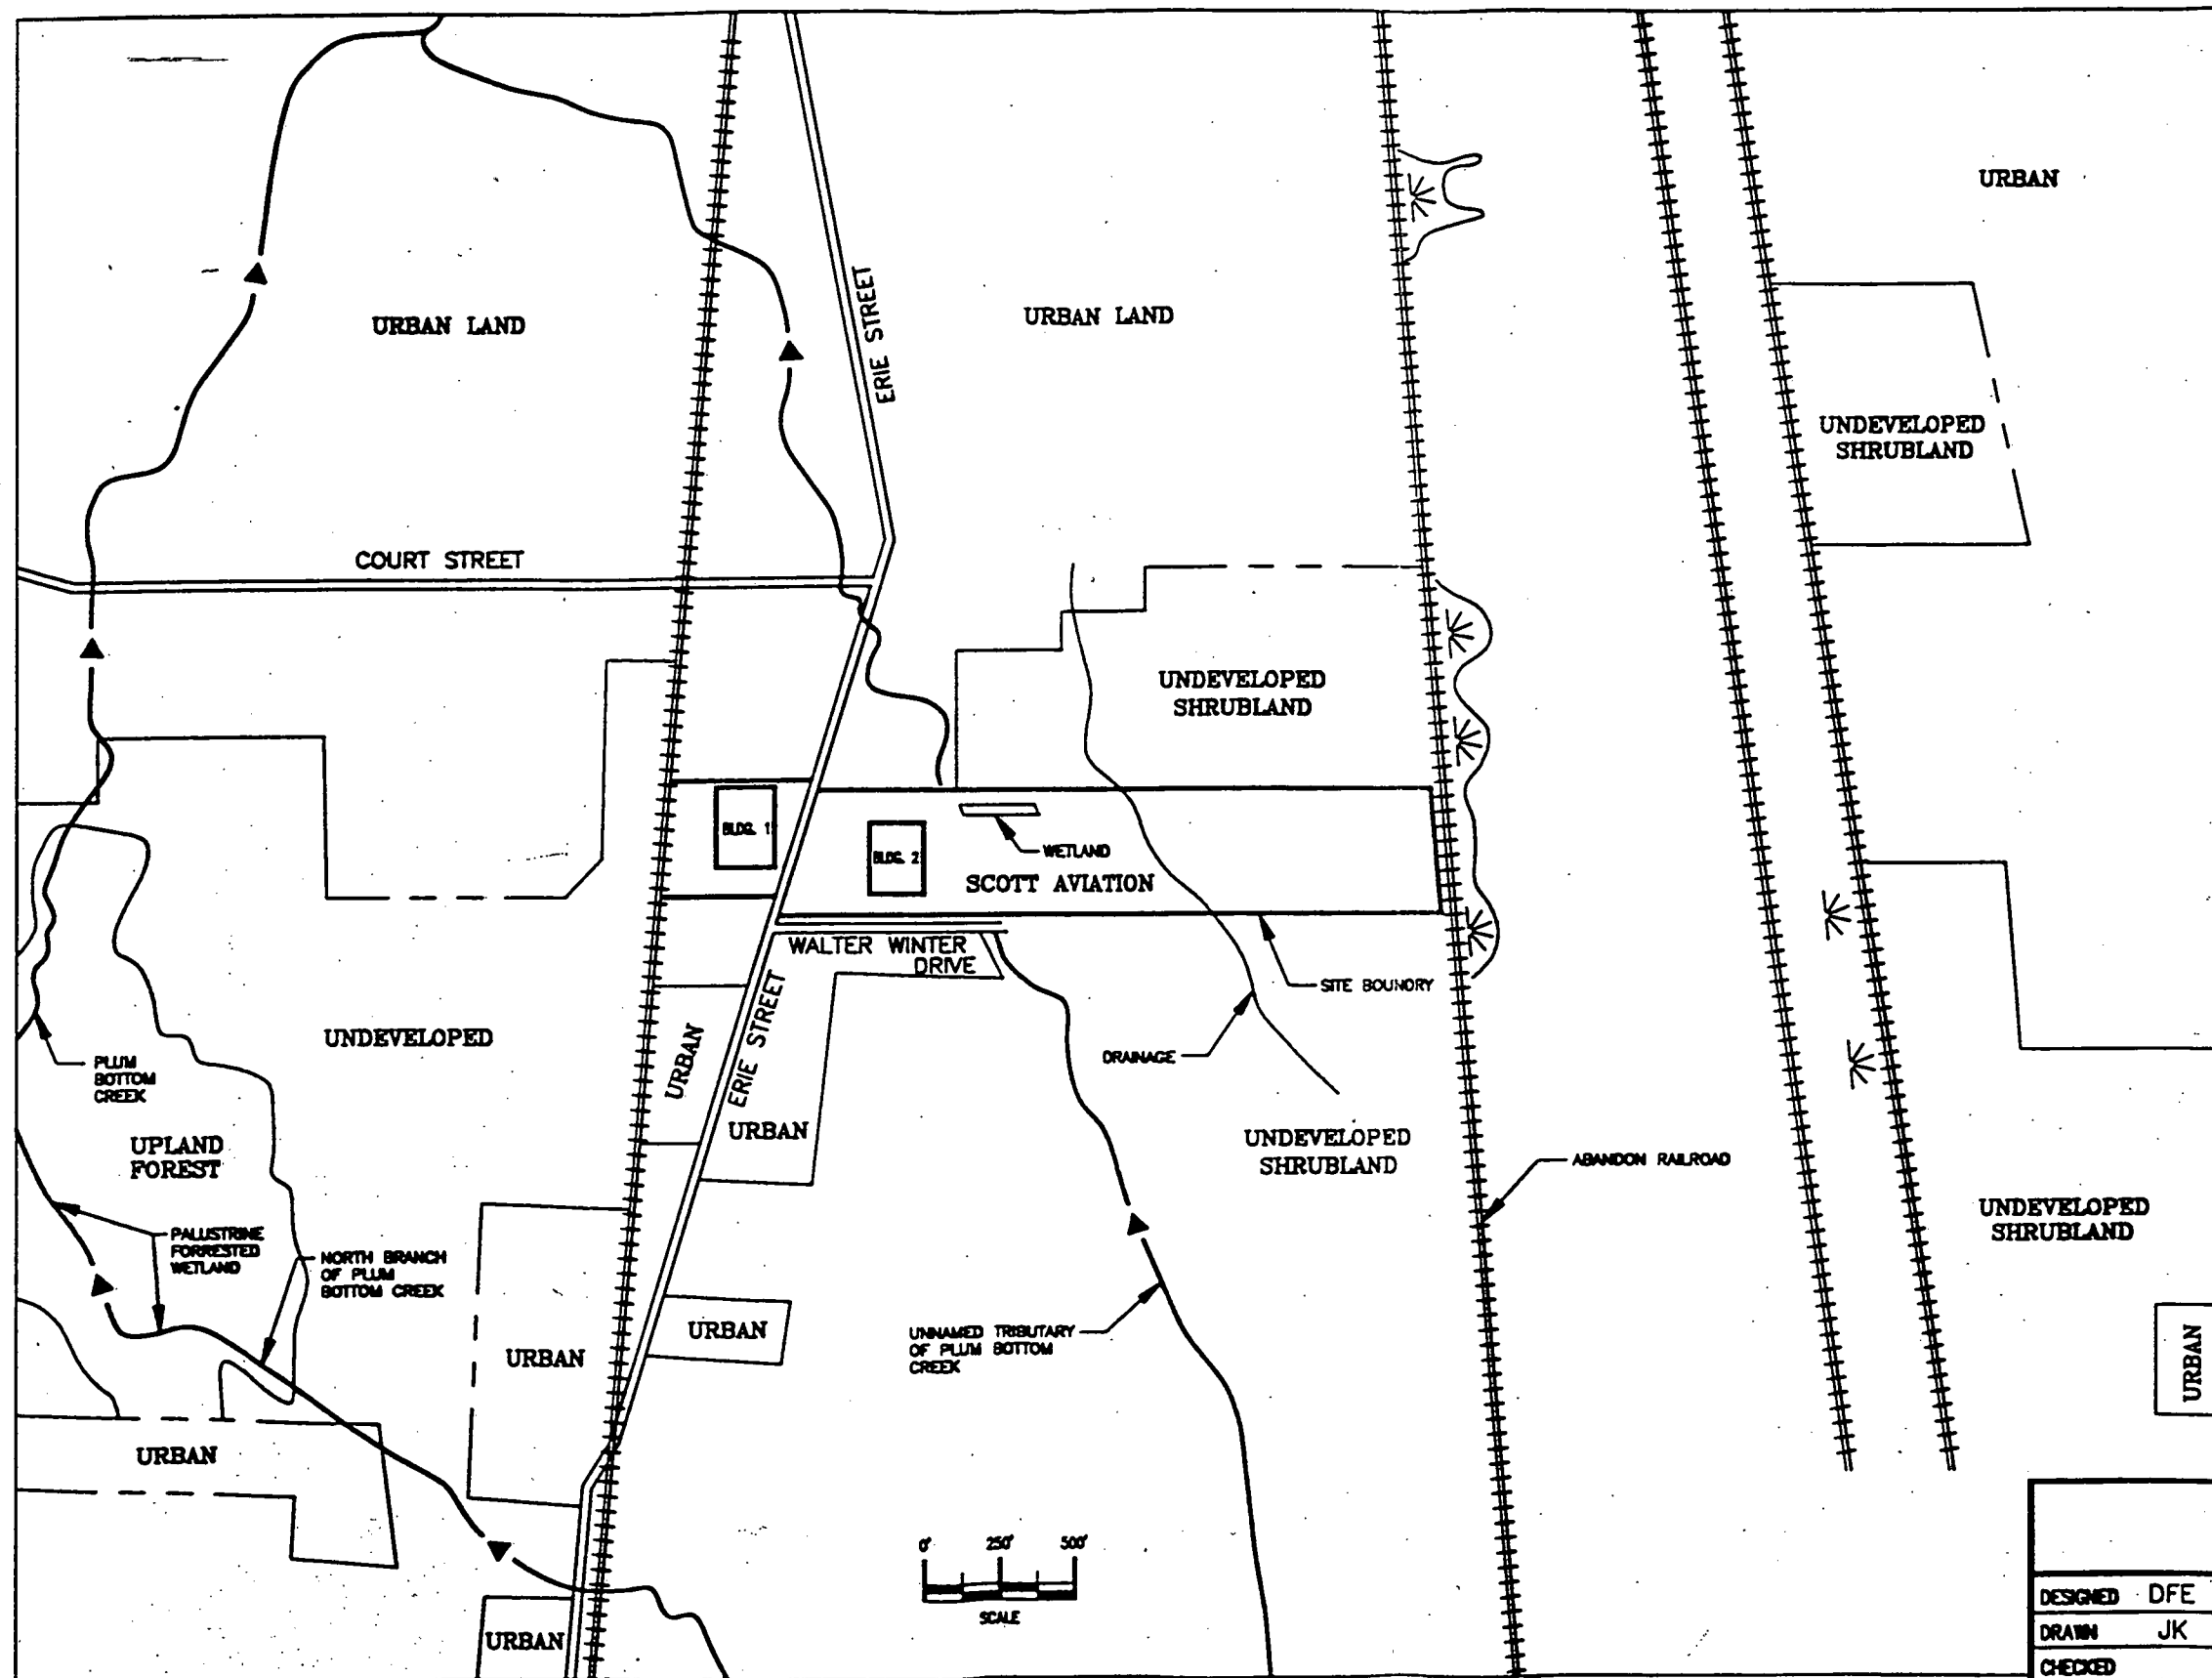 URBAN
URBAN LAND
ERIE STREET
URBAN LAND
UNDEVELOPED
SHRUBLAND
COURT STREET
UNDEVELOPED
SHRUBLAND
BLDG. 1
BLDG. 2
WETLAND
SCOTT AVIATION
WALTER WINTER
DRIVE
SITE BOUNDRY
UNDEVELOPED
URBAN
ERIE STREET
DRAINAGE
PLUM
BOTTOM
CREEK
UPLAND
FOREST
URBAN
UNDEVELOPED
SHRUBLAND
ABANDON RAILROAD
UNDEVELOPED
SHRUBLAND
PALUSTRINE
FORRESTED
WETLAND
NORTH BRANCH
OF PLUM
BOTTOM CREEK
URBAN
URBAN
UNNAMED TRIBUTARY
OF PLUM BOTTOM
CREEK
URBAN
URBAN
0' 250' 500'
SCALE
URBAN
DESIGNED DFE
DRAWN JK
CHECKED